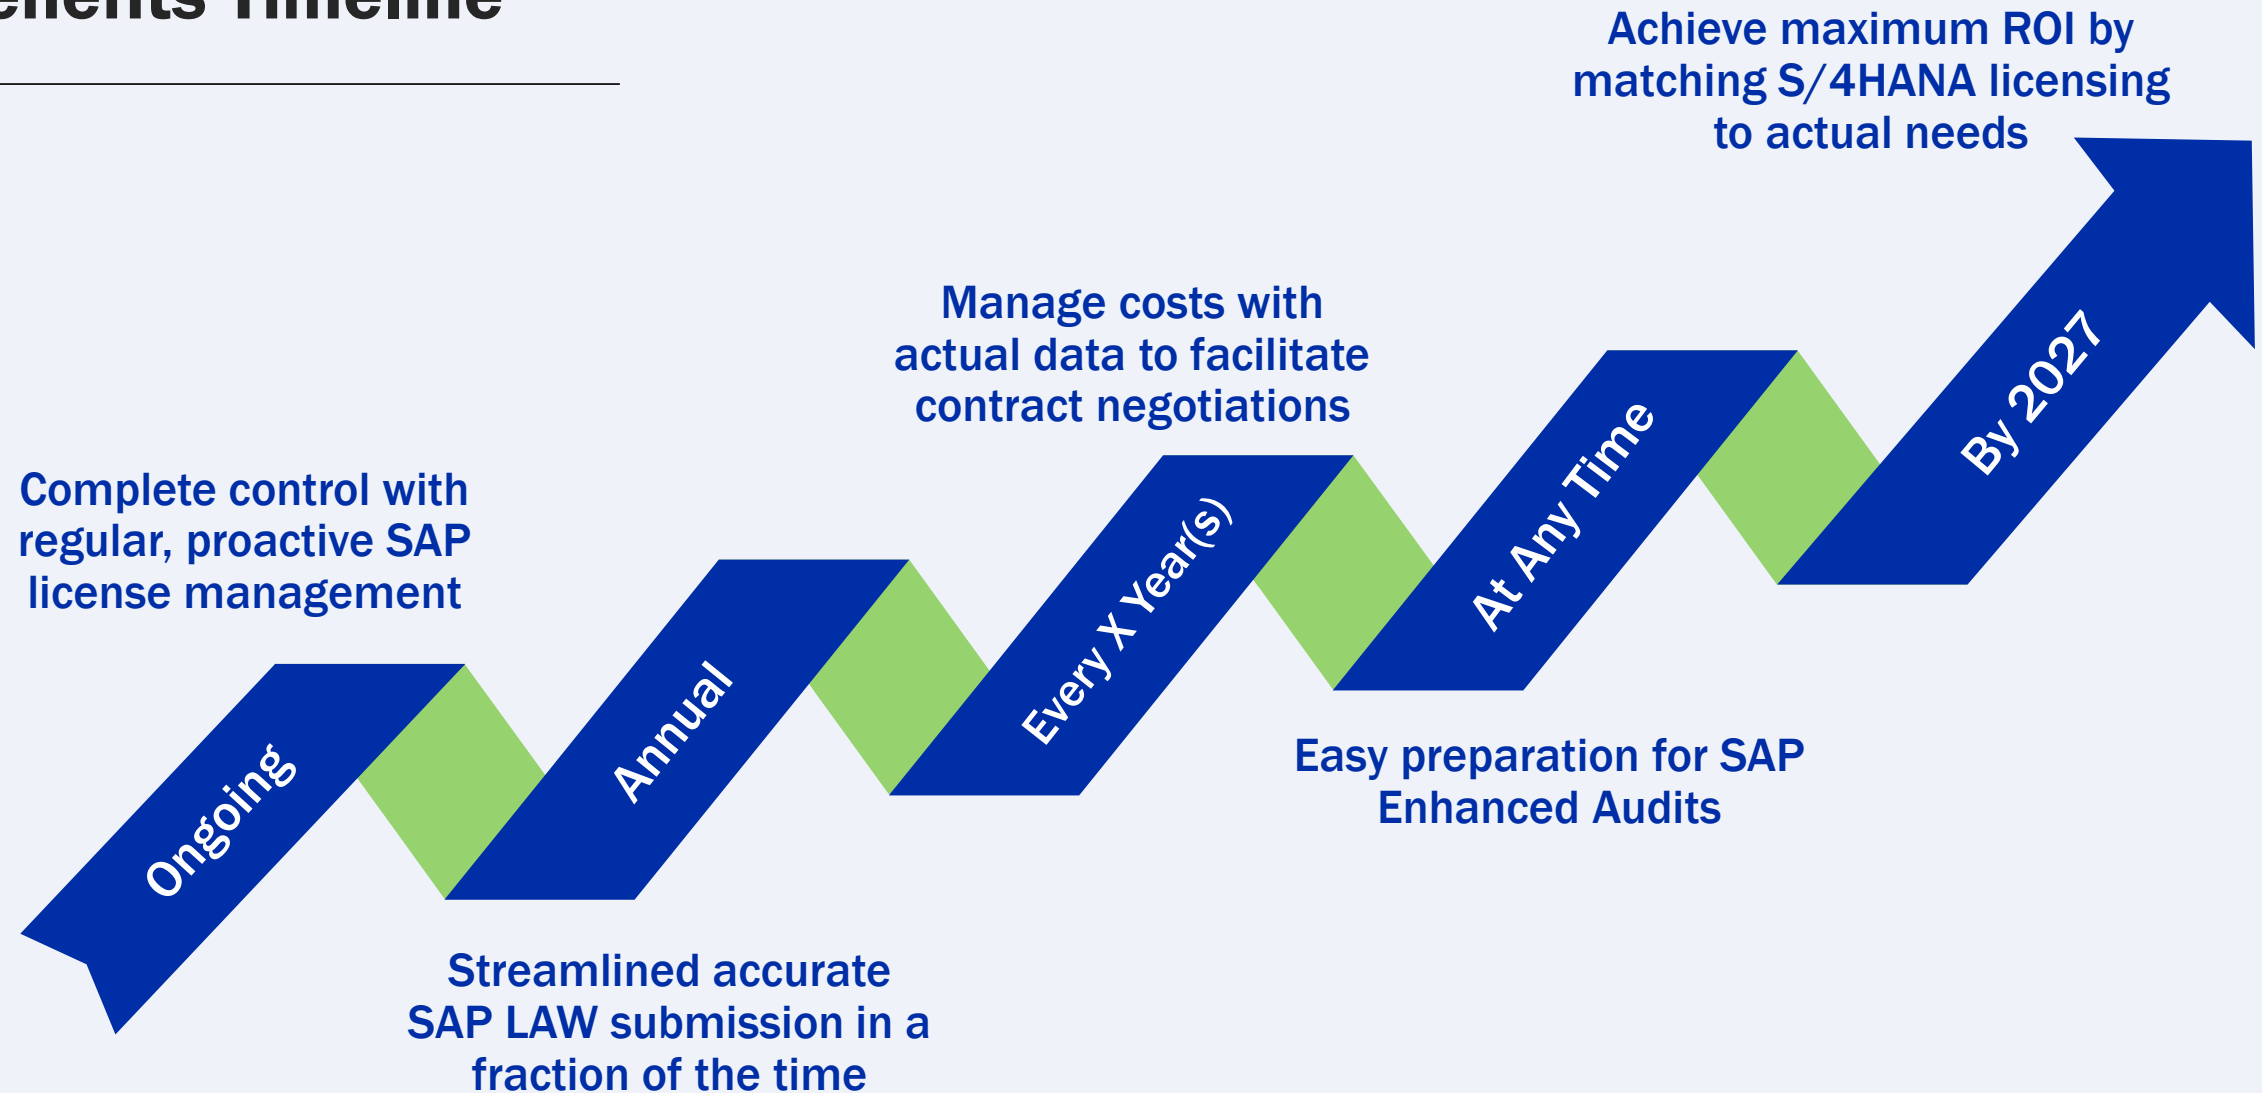 Timeline
Achieve maximum ROI by
matching S/4HANA licensing
to actual needs
Manage costs with
actual data to facilitate
contract negotiations
Complete control with
regular, proactive SAP
license management
Ongoing
Annual
Every X Year(s)
At Any Time
By 2027
Easy preparation for SAP
Enhanced Audits
Streamlined accurate
SAP LAW submission in a
fraction of the time